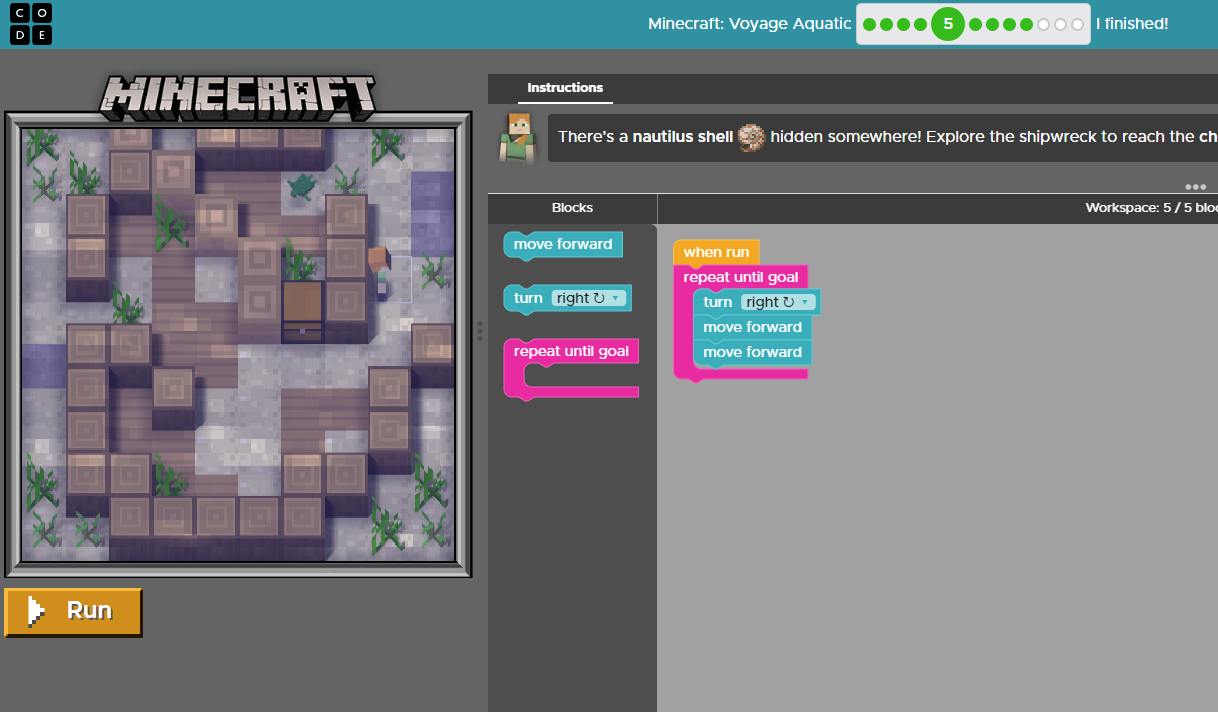 C O
D E
Minecraft: Voyage Aquatic
5
I finished!
MINECRAFT
Instructions
There's a nautilus shell hidden somewhere! Explore the shipwreck to reach the ch
Blocks
Workspace: 5 / 5 bloc
move forward
turn right ↻
repeat until goal
when run
repeat until goal
turn right ↻
move forward
move forward
Run